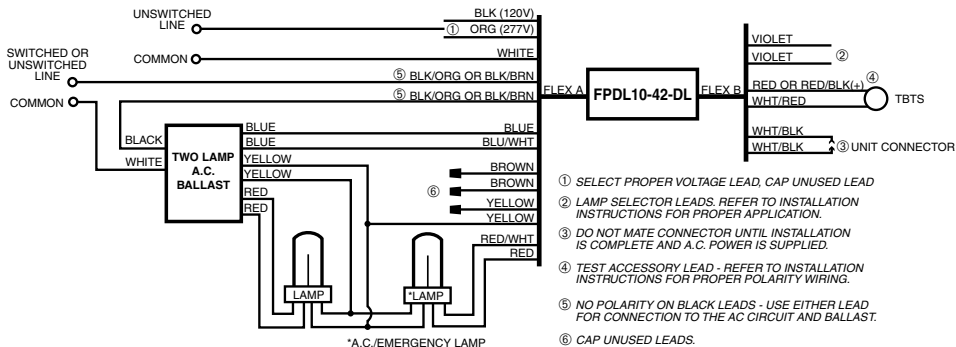 UNSWITCHED
LINE
BLK (120V)
① ORG (277V)
COMMON
WHITE
SWITCHED OR
UNSWITCHED
LINE
⑤ BLK/ORG OR BLK/BRN
COMMON
⑤ BLK/ORG OR BLK/BRN
FLEX A
FPDL10-42-DL
FLEX B
VIOLET
VIOLET
②
RED OR RED/BLK(+)
④
WHT/RED
TBTS
WHT/BLK
WHT/BLK
③ UNIT CONNECTOR
BLACK
WHITE
TWO LAMP
A.C.
BALLAST
BLUE
BLUE
YELLOW
YELLOW
RED
RED
BLUE
BLU/WHT
BROWN
BROWN
⑥
YELLOW
YELLOW
RED/WHT
RED
LAMP
*LAMP
*A.C./EMERGENCY LAMP
① SELECT PROPER VOLTAGE LEAD, CAP UNUSED LEAD
② LAMP SELECTOR LEADS. REFER TO INSTALLATION
INSTRUCTIONS FOR PROPER APPLICATION.
③ DO NOT MATE CONNECTOR UNTIL INSTALLATION
IS COMPLETE AND A.C. POWER IS SUPPLIED.
④ TEST ACCESSORY LEAD - REFER TO INSTALLATION
INSTRUCTIONS FOR PROPER POLARITY WIRING.
⑤ NO POLARITY ON BLACK LEADS - USE EITHER LEAD
FOR CONNECTION TO THE AC CIRCUIT AND BALLAST.
⑥ CAP UNUSED LEADS.